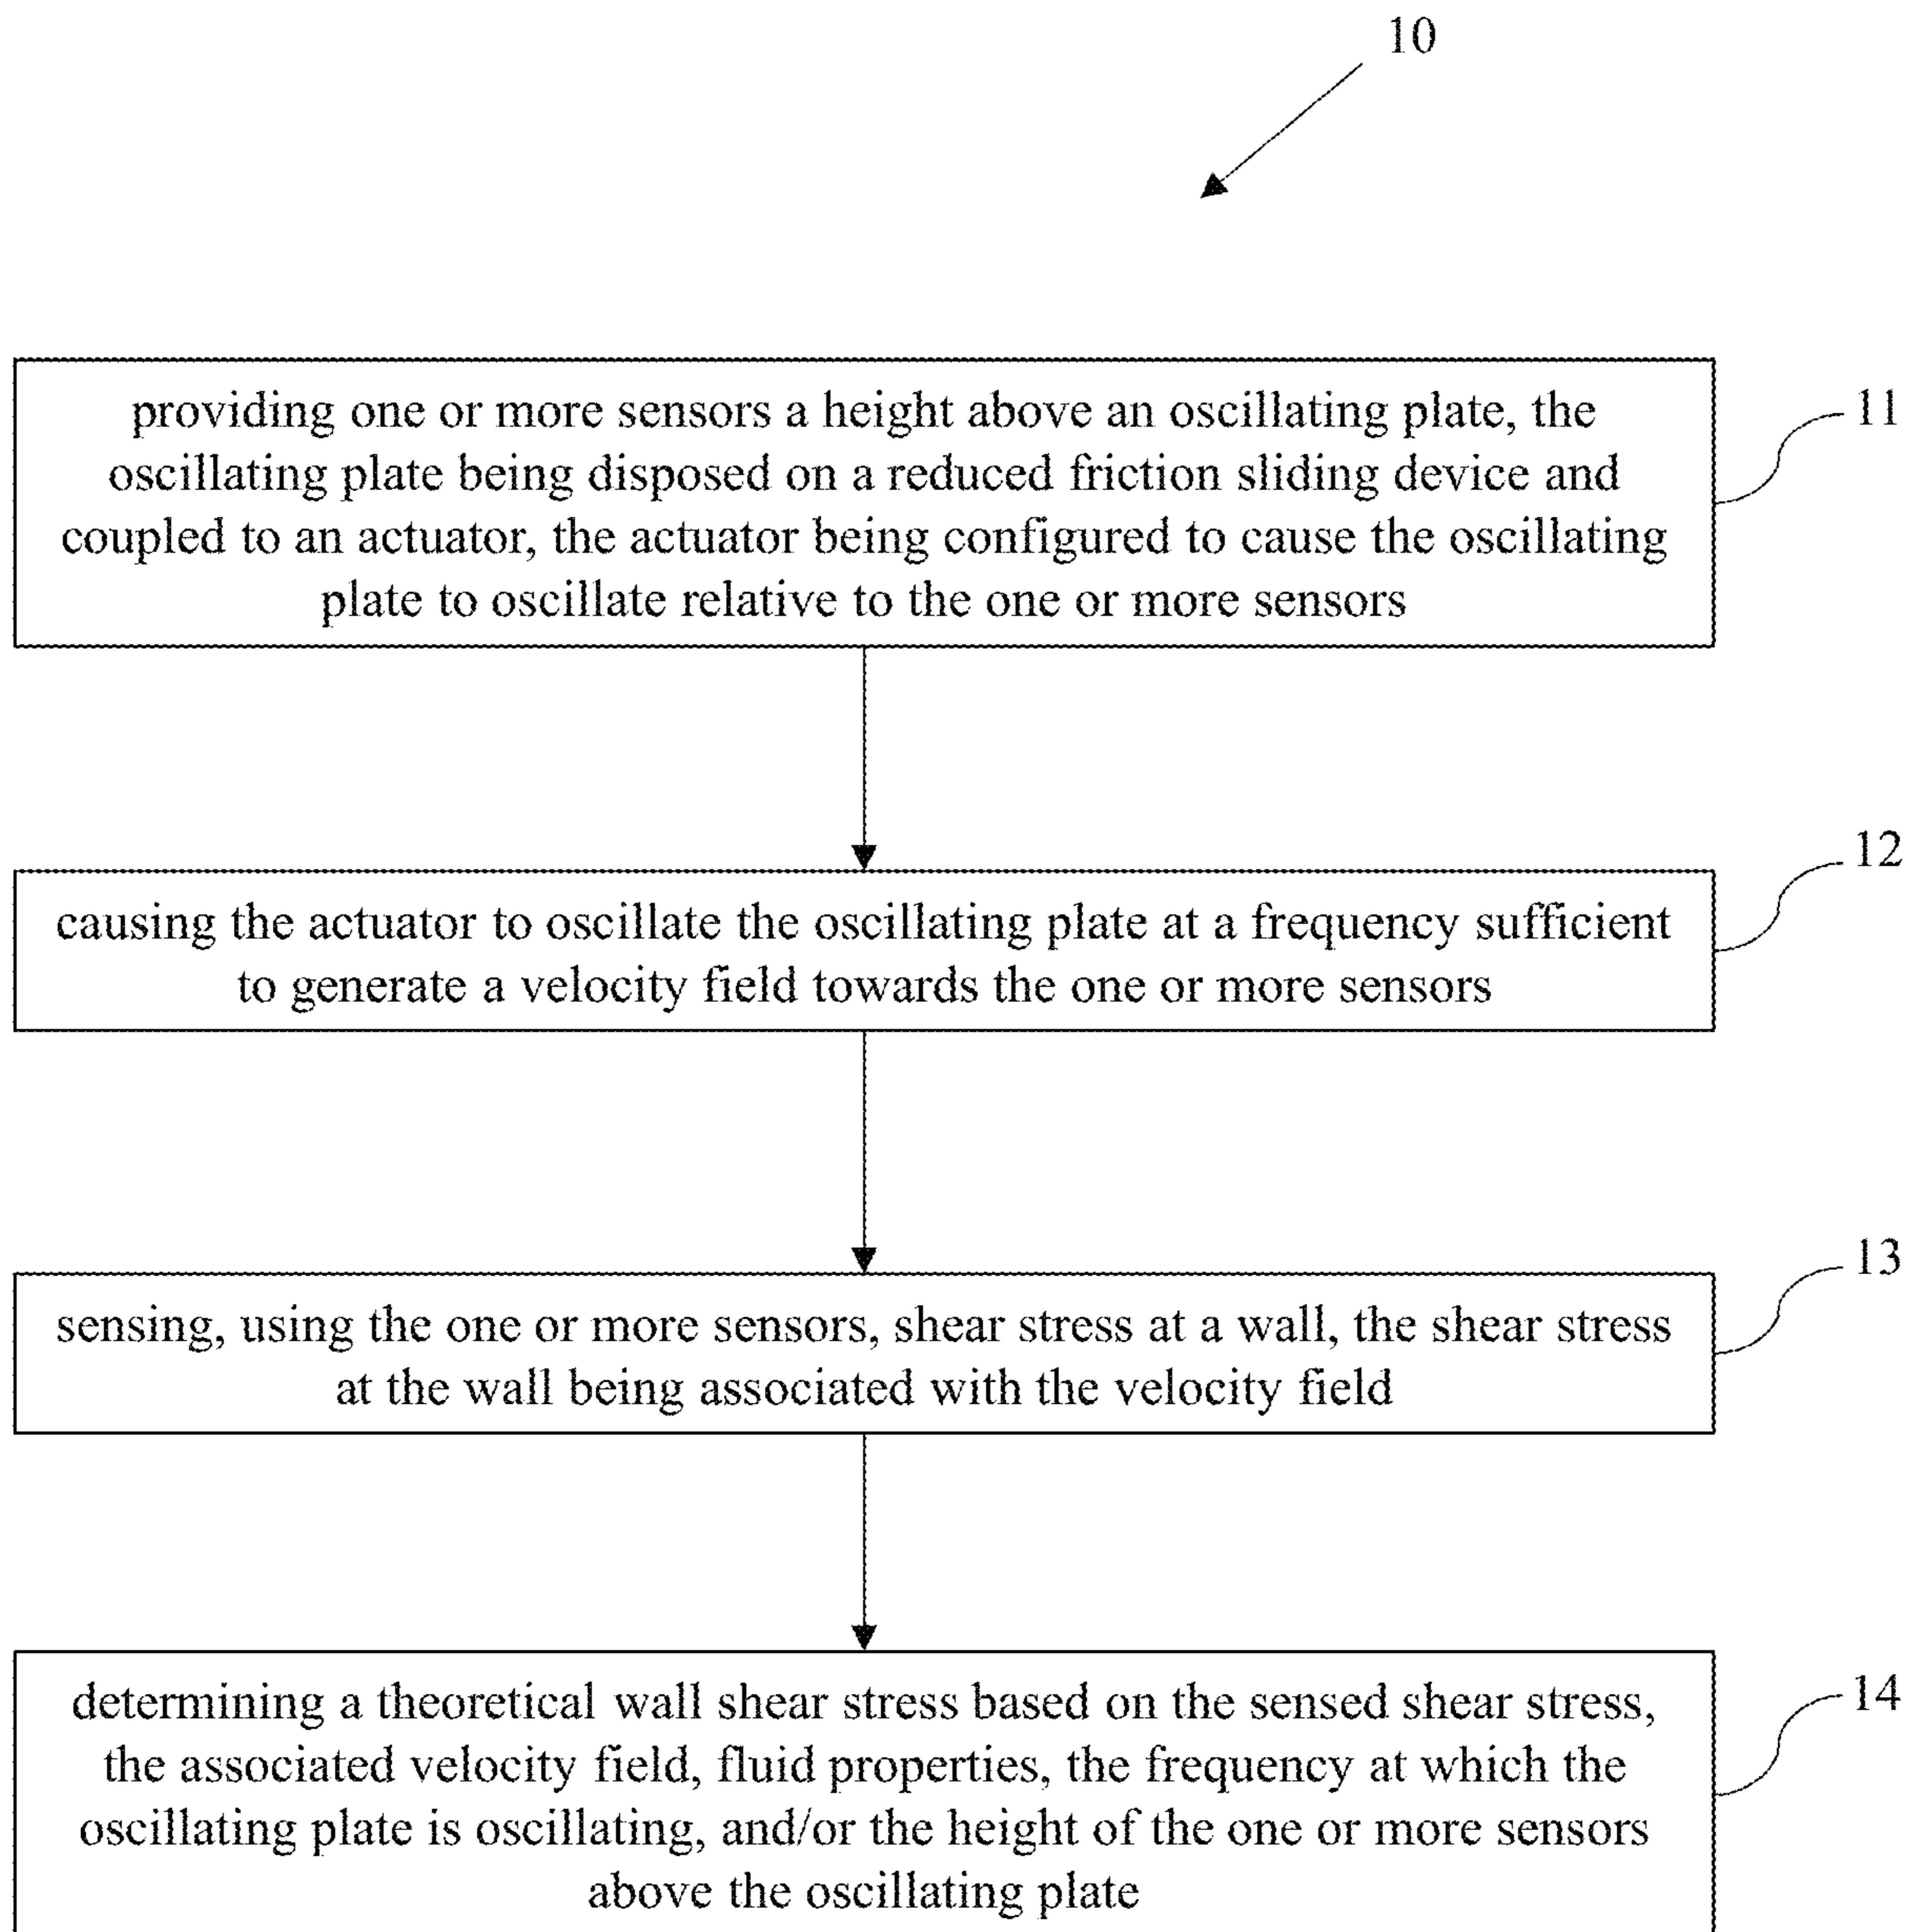 10
providing one or more sensors a height above an oscillating plate, the
oscillating plate being disposed on a reduced friction sliding device and
coupled to an actuator, the actuator being configured to cause the oscillating
plate to oscillate relative to the one or more sensors
11
causing the actuator to oscillate the oscillating plate at a frequency sufficient
to generate a velocity field towards the one or more sensors
12
sensing, using the one or more sensors, shear stress at a wall, the shear stress
at the wall being associated with the velocity field
13
determining a theoretical wall shear stress based on the sensed shear stress,
the associated velocity field, fluid properties, the frequency at which the
oscillating plate is oscillating, and/or the height of the one or more sensors
above the oscillating plate
14